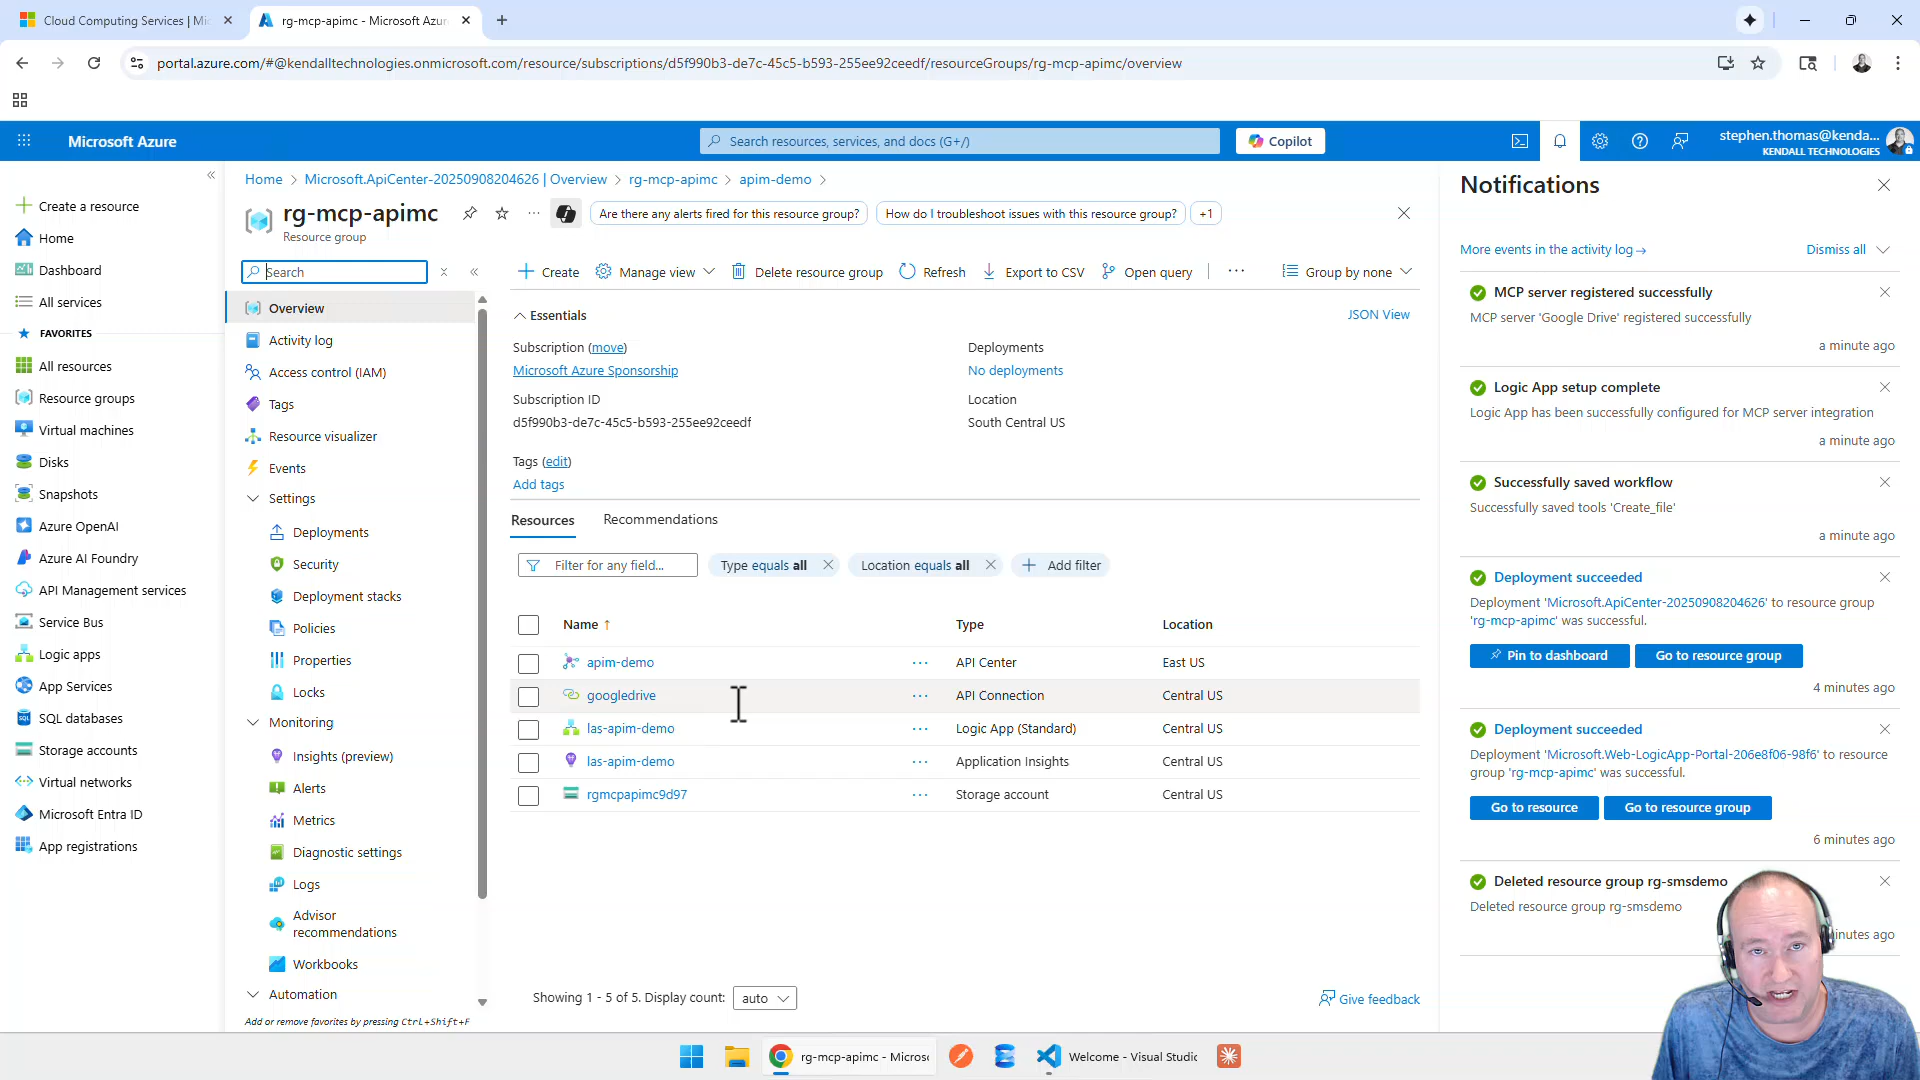 Cloud Computing Services | Mi
rg-mcp-apimc - Microsoft Azur
portal.azure.com/#@kendalltechnologies.onmicrosoft.com/resource/subscriptions/d5f990b3-de7c-45c5-b593-255ee92ceedf/resourceGroups/rg-mcp-apimc/overview
Microsoft Azure
Search resources, services, and docs (G+/)
Copilot
stephen.thomas@kenda...
KENDALL TECHNOLOGIES
Create a resource
Home
Dashboard
All services
FAVORITES
All resources
Resource groups
Virtual machines
Disks
Snapshots
Azure OpenAI
Azure AI Foundry
API Management services
Service Bus
Logic apps
App Services
SQL databases
Storage accounts
Virtual networks
Microsoft Entra ID
App registrations
Home > Microsoft.ApiCenter-20250908204626 | Overview > rg-mcp-apimc > apim-demo >
rg-mcp-apimc
Resource group
Are there any alerts fired for this resource group?
How do I troubleshoot issues with this resource group?
+1
Search
Overview
Activity log
Access control (IAM)
Tags
Resource visualizer
Events
Settings
Deployments
Security
Deployment stacks
Policies
Properties
Locks
Monitoring
Insights (preview)
Alerts
Metrics
Diagnostic settings
Logs
Advisor
recommendations
Workbooks
Automation
Add or remove favorites by pressing Ctrl+Shift+F
Create
Manage view
Delete resource group
Refresh
Export to CSV
Open query
Group by none
Essentials
JSON View
Subscription (move)
Microsoft Azure Sponsorship
Subscription ID
d5f990b3-de7c-45c5-b593-255ee92ceedf
Deployments
No deployments
Location
South Central US
Tags (edit)
Add tags
Resources
Recommendations
Filter for any field...
Type equals all
Location equals all
Add filter
Name ↑ Type Location
apim-demo API Center East US
googledrive API Connection Central US
las-apim-demo Logic App (Standard) Central US
las-apim-demo Application Insights Central US
rgmcpapimc9d97 Storage account Central US
Showing 1 - 5 of 5. Display count: auto
Give feedback
Notifications
More events in the activity log →
Dismiss all
MCP server registered successfully
MCP server 'Google Drive' registered successfully
a minute ago
Logic App setup complete
Logic App has been successfully configured for MCP server integration
a minute ago
Successfully saved workflow
Successfully saved tools 'Create_file'
a minute ago
Deployment succeeded
Deployment 'Microsoft.ApiCenter-20250908204626' to resource group
'rg-mcp-apimc' was successful.
Pin to dashboard
Go to resource group
4 minutes ago
Deployment succeeded
Deployment 'Microsoft.Web-LogicApp-Portal-206e8f06-98f6' to resource
group 'rg-mcp-apimc' was successful.
Go to resource
Go to resource group
6 minutes ago
Deleted resource group rg-smsdemo
Deleted resource group rg-smsdemo
ago
rg-mcp-apimc - Micros
Welcome - Visual Studio